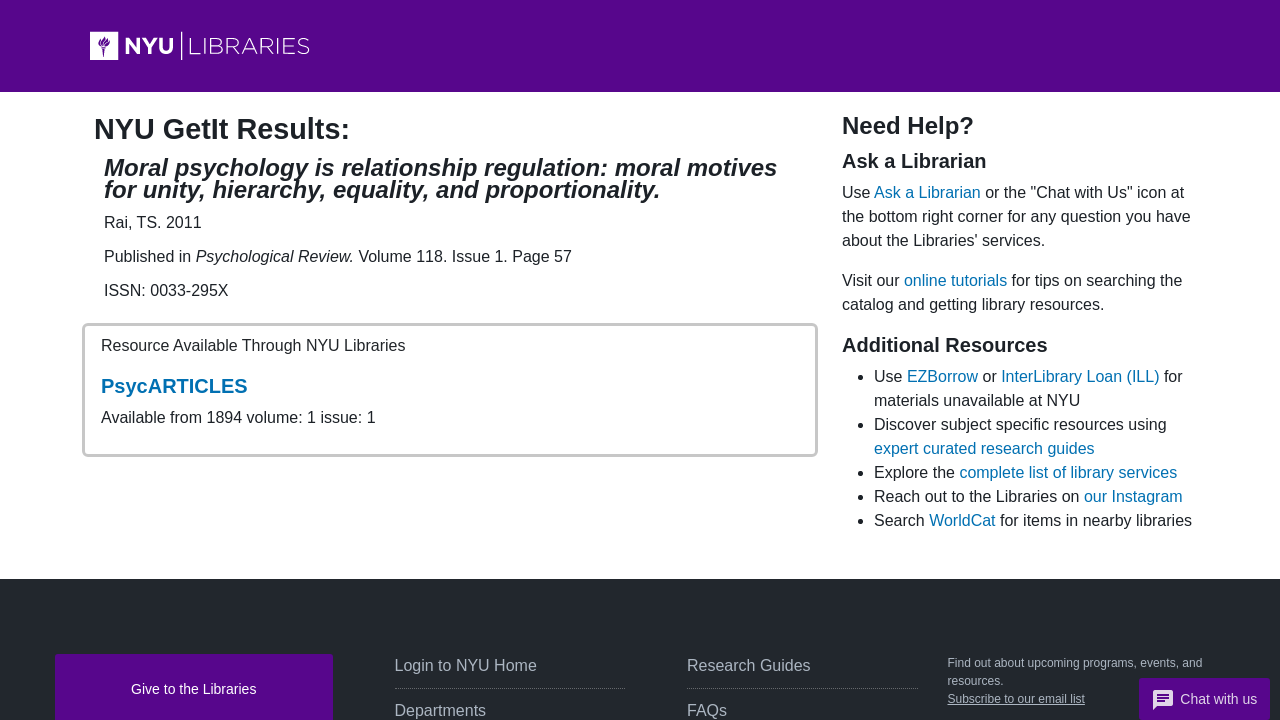 NYU LIBRARIES
NYU GetIt Results:
Moral psychology is relationship regulation: moral motives
for unity, hierarchy, equality, and proportionality.
Rai, TS. 2011
Published in Psychological Review. Volume 118. Issue 1. Page 57
ISSN: 0033-295X
Resource Available Through NYU Libraries
PsycARTICLES
Available from 1894 volume: 1 issue: 1
Need Help?
Ask a Librarian
Use Ask a Librarian or the "Chat with Us" icon at
the bottom right corner for any question you have
about the Libraries' services.
Visit our online tutorials for tips on searching the
catalog and getting library resources.
Additional Resources
Use EZBorrow or InterLibrary Loan (ILL) for
materials unavailable at NYU
Discover subject specific resources using
expert curated research guides
Explore the complete list of library services
Reach out to the Libraries on our Instagram
Search WorldCat for items in nearby libraries
Give to the Libraries
Login to NYU Home
Departments
Research Guides
FAQs
Find out about upcoming programs, events, and
resources.
Subscribe to our email list
Chat with us